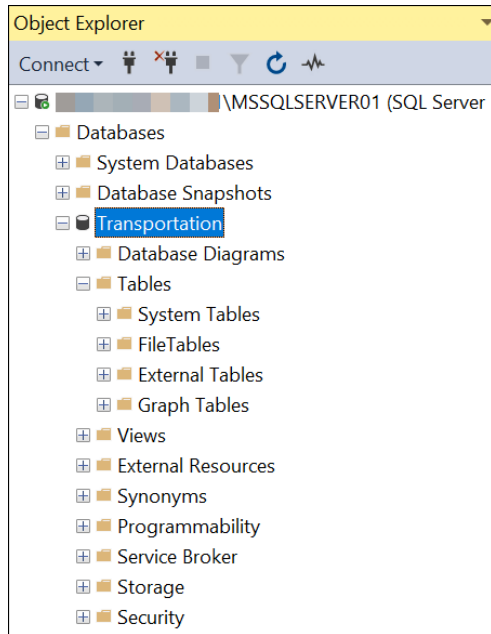 Object Explorer
Connect
\MSSQLSERVER01 (SQL Server
Databases
System Databases
Database Snapshots
Transportation
Database Diagrams
Tables
System Tables
FileTables
External Tables
Graph Tables
Views
External Resources
Synonyms
Programmability
Service Broker
Storage
Security